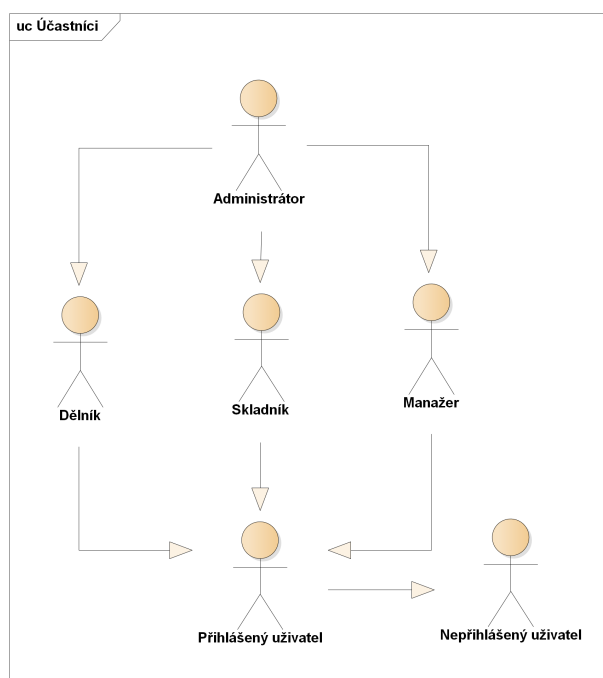 uc Účastníci
Administrátor
Dělník
Skladník
Manažer
Přihlášený uživatel
Nepřihlášený uživatel